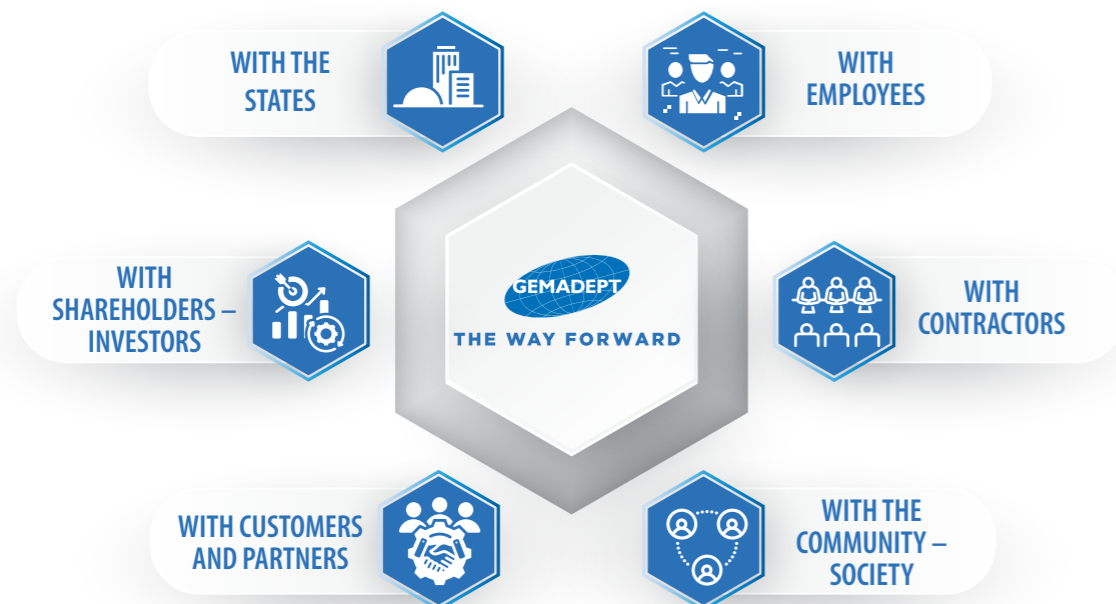 WITH THE
STATES
WITH
EMPLOYEES
WITH
SHAREHOLDERS –
INVESTORS
GEMADEPT
THE WAY FORWARD
WITH
CONTRACTORS
WITH CUSTOMERS
AND PARTNERS
WITH THE
COMMUNITY –
SOCIETY